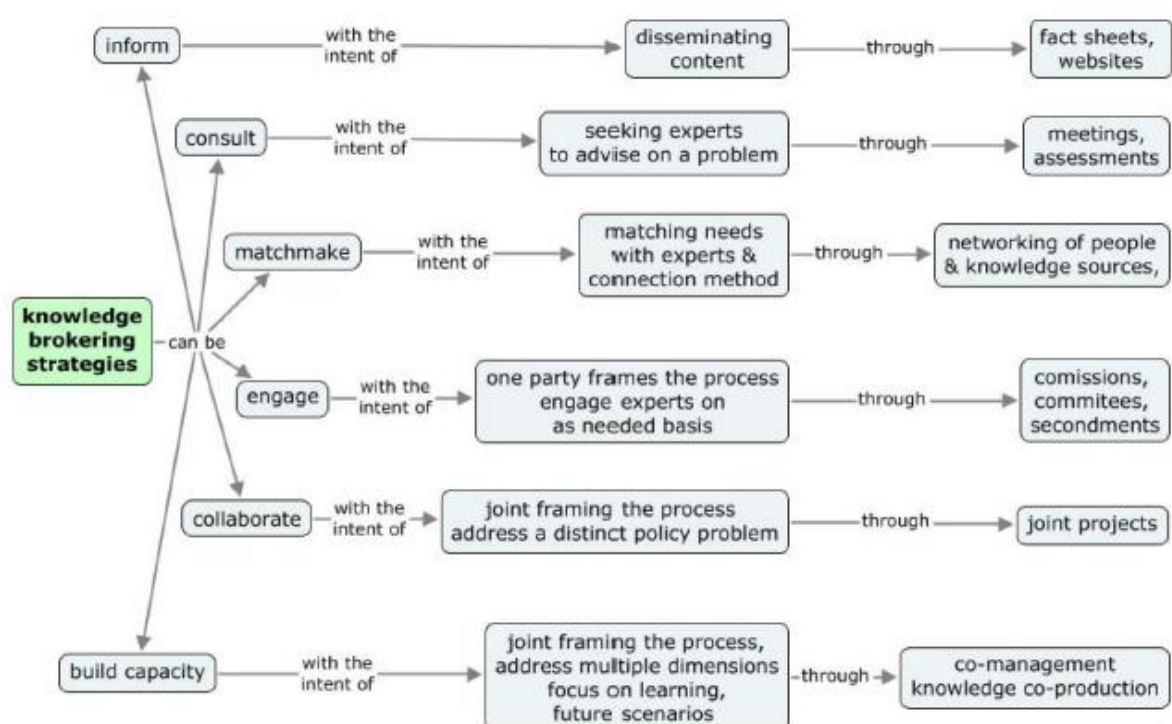 inform
with the
intent of
disseminating
content
through
fact sheets,
websites
consult
with the
intent of
seeking experts
to advise on a problem
through
meetings,
assessments
matchmake
with the
intent of
matching needs
with experts &
connection method
through
networking of people
& knowledge sources,
knowledge
brokering
strategies
can be
engage
with the
intent of
one party frames the process
engage experts on
as needed basis
through
comissions,
commitees,
secondments
collaborate
with the
intent of
joint framing the process
address a distinct policy problem
through
joint projects
build capacity
with the
intent of
joint framing the process,
address multiple dimensions
focus on learning,
future scenarios
through
co-management
knowledge co-production